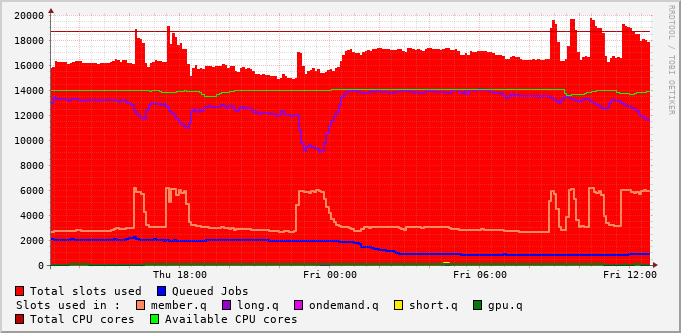 20000
18000
16000
14000
12000
10000
8000
6000
4000
2000
0
Thu 18:00 Fri 00:00 Fri 06:00 Fri 12:00
RRDTOOL / TOBI OETIKER
Total slots used Queued Jobs
Slots used in : member.q long.q ondemand.q short.q gpu.q
Total CPU cores Available CPU cores